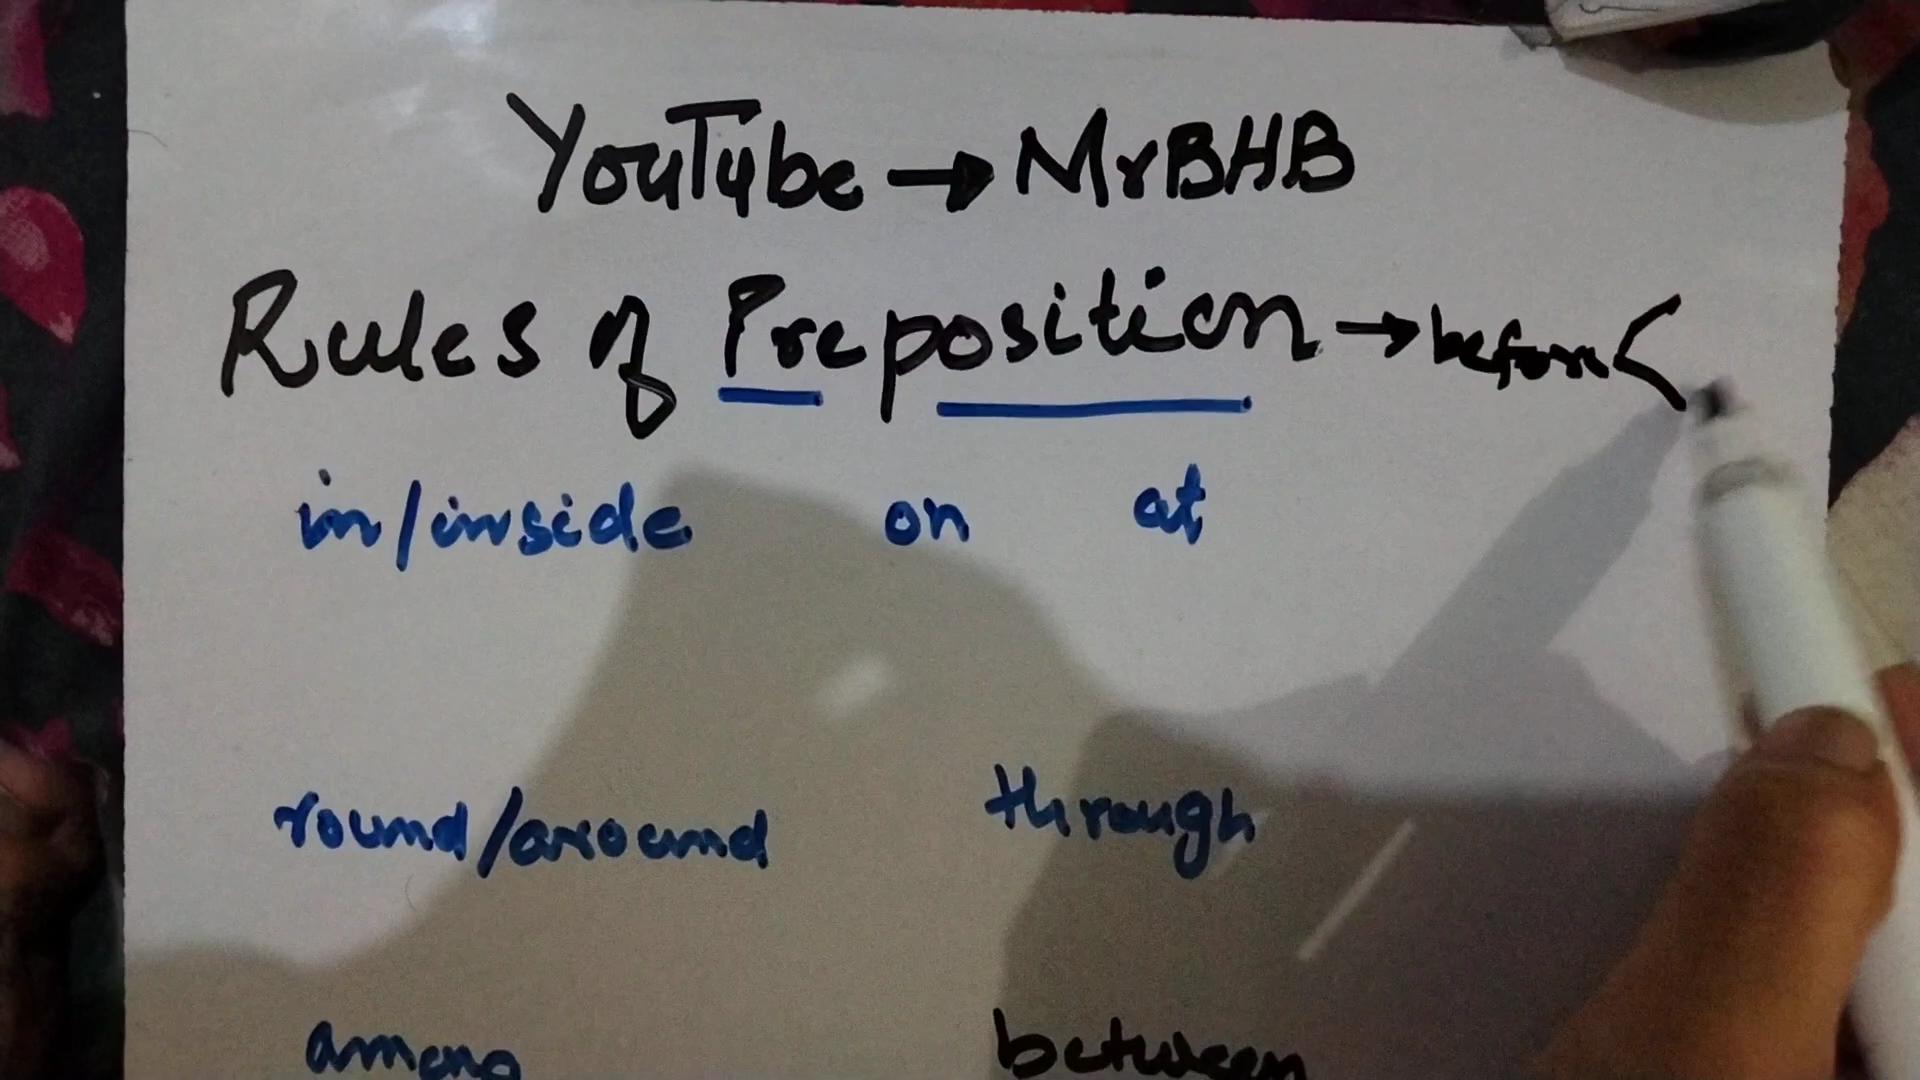 YouTube → MrBHB
Rules of Preposition → before <
in/inside on at
round/around through
among between